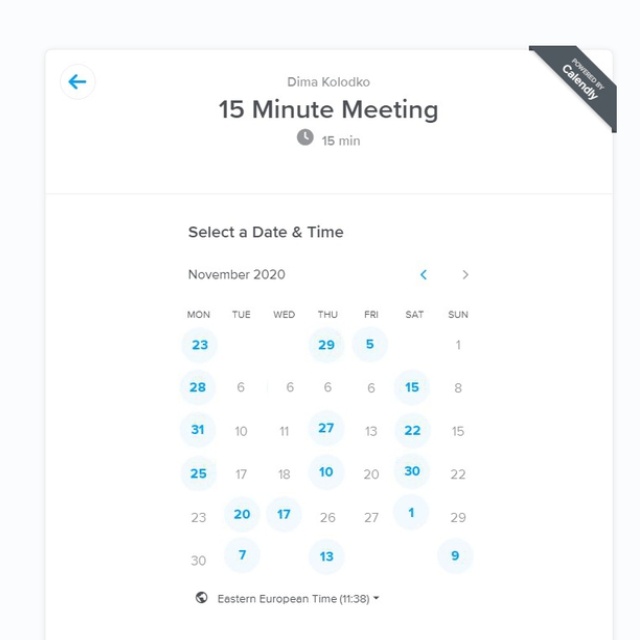 POWERED BY
Calendly
Dima Kolodko
15 Minute Meeting
15 min
Select a Date & Time
November 2020
MON TUE WED THU FRI SAT SUN
23 29 5 1
28 6 6 6 6 15 8
31 10 11 27 13 22 15
25 17 18 10 20 30 22
23 20 17 26 27 1 29
30 7 13 9
Eastern European Time (11:38)